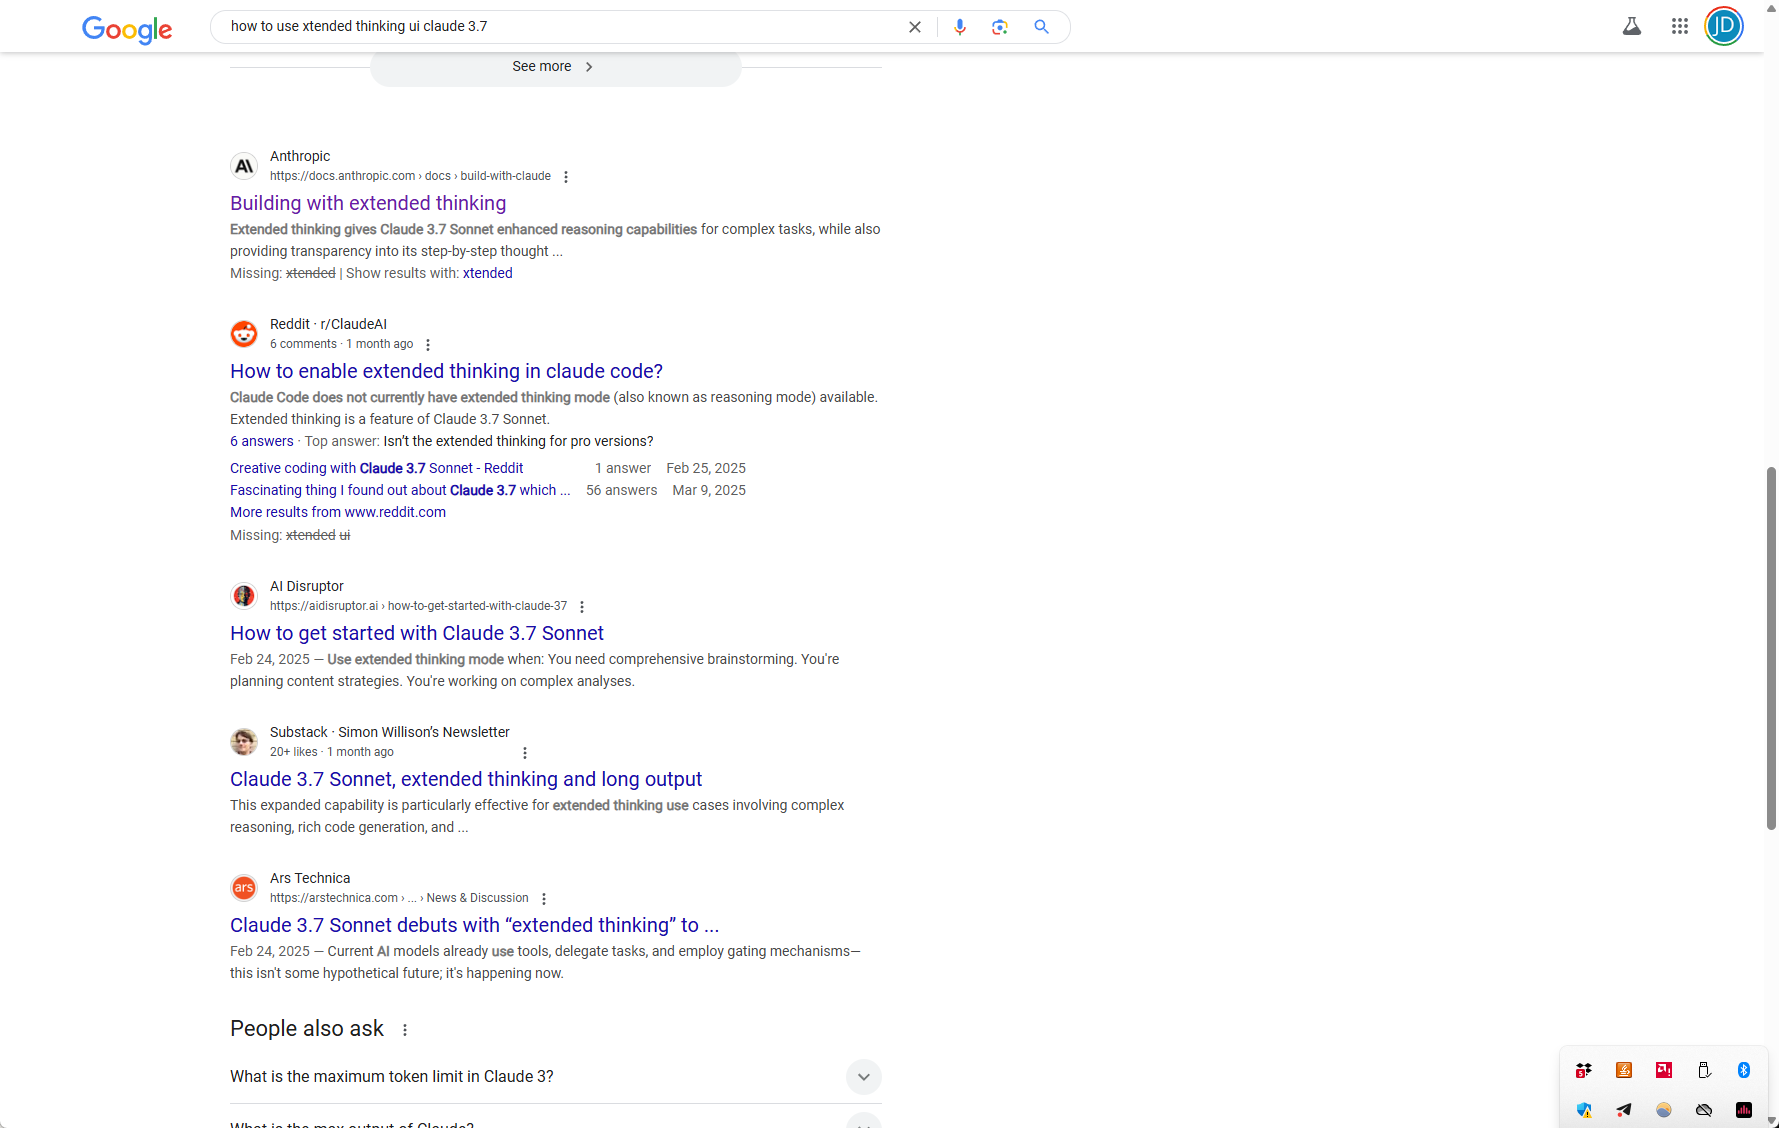 Google
how to use xtended thinking ui claude 3.7
JD
See more
Anthropic
https://docs.anthropic.com › docs › build-with-claude
Building with extended thinking
Extended thinking gives Claude 3.7 Sonnet enhanced reasoning capabilities for complex tasks, while also
providing transparency into its step-by-step thought ...
Missing: xtended | Show results with: xtended
Reddit · r/ClaudeAI
6 comments · 1 month ago
How to enable extended thinking in claude code?
Claude Code does not currently have extended thinking mode (also known as reasoning mode) available.
Extended thinking is a feature of Claude 3.7 Sonnet.
6 answers · Top answer: Isn't the extended thinking for pro versions?
Creative coding with Claude 3.7 Sonnet - Reddit 1 answer Feb 25, 2025
Fascinating thing I found out about Claude 3.7 which ... 56 answers Mar 9, 2025
More results from www.reddit.com
Missing: xtended ui
AI Disruptor
https://aidisruptor.ai › how-to-get-started-with-claude-37
How to get started with Claude 3.7 Sonnet
Feb 24, 2025 — Use extended thinking mode when: You need comprehensive brainstorming. You're
planning content strategies. You're working on complex analyses.
Substack · Simon Willison's Newsletter
20+ likes · 1 month ago
Claude 3.7 Sonnet, extended thinking and long output
This expanded capability is particularly effective for extended thinking use cases involving complex
reasoning, rich code generation, and ...
ars
Ars Technica
https://arstechnica.com › ... › News & Discussion
Claude 3.7 Sonnet debuts with “extended thinking” to ...
Feb 24, 2025 — Current AI models already use tools, delegate tasks, and employ gating mechanisms—
this isn't some hypothetical future; it's happening now.
People also ask
What is the maximum token limit in Claude 3?
What is the max output of Claude?